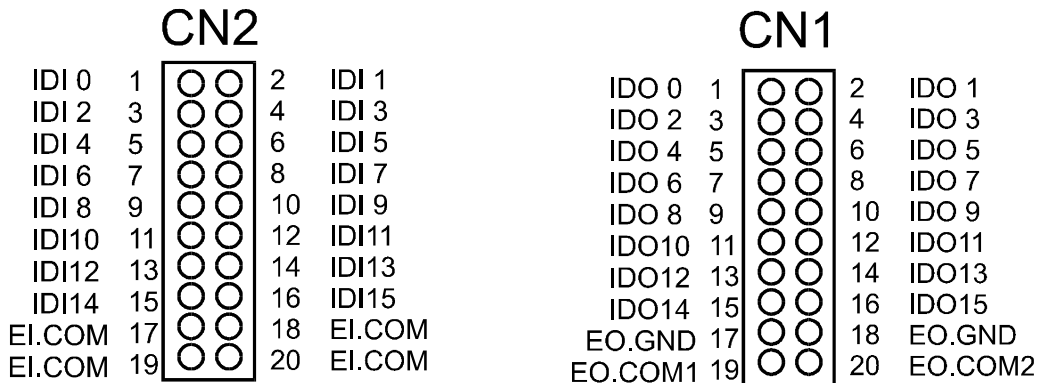 CN2
IDI 0 1 2 IDI 1
IDI 2 3 4 IDI 3
IDI 4 5 6 IDI 5
IDI 6 7 8 IDI 7
IDI 8 9 10 IDI 9
IDI10 11 12 IDI11
IDI12 13 14 IDI13
IDI14 15 16 IDI15
EI.COM 17 18 EI.COM
EI.COM 19 20 EI.COM
CN1
IDO 0 1 2 IDO 1
IDO 2 3 4 IDO 3
IDO 4 5 6 IDO 5
IDO 6 7 8 IDO 7
IDO 8 9 10 IDO 9
IDO10 11 12 IDO11
IDO12 13 14 IDO13
IDO14 15 16 IDO15
EO.GND 17 18 EO.GND
EO.COM1 19 20 EO.COM2